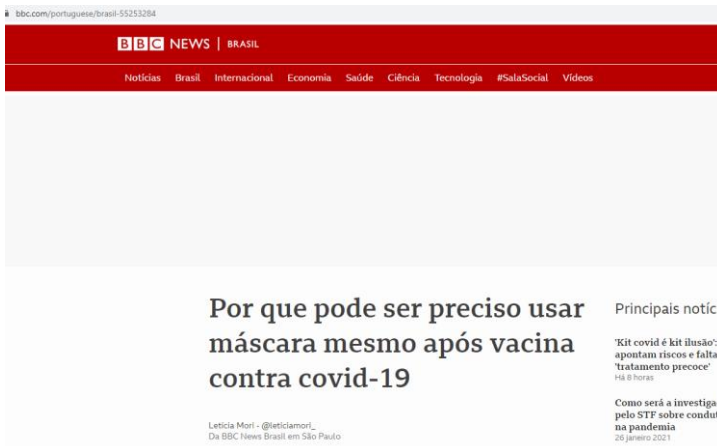 bbc.com/portuguese/brasil-55253284
BBC NEWS | BRASIL
Notícias Brasil Internacional Economia Saúde Ciência Tecnologia #SalaSocial Vídeos
Por que pode ser preciso usar
máscara mesmo após vacina
contra covid-19
Letícia Mori - @leticiamori_
Da BBC News Brasil em São Paulo
Principais notíc
'Kit covid é kit ilusão':
apontam riscos e falta
'tratamento precoce'
Há 8 horas
Como será a investiga
pelo STF sobre condut
na pandemia
26 janeiro 2021